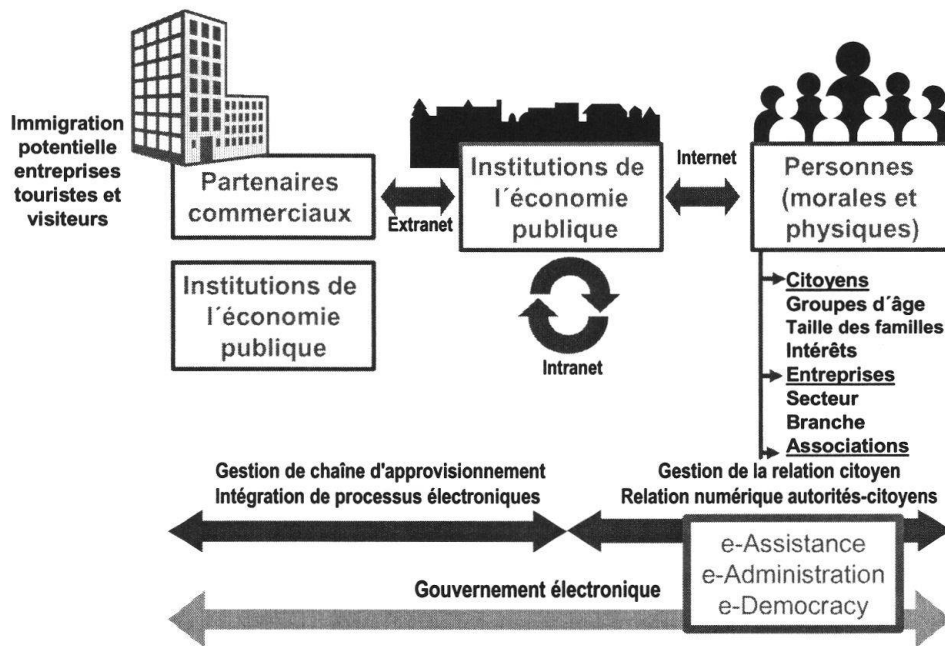 Immigration
potentielle
entreprises
touristes et
visiteurs
Partenaires
commerciaux
Extranet
Institutions de
l´économie
publique
Internet
Personnes
(morales et
physiques)
Institutions de
l´économie
publique
Intranet
Citoyens
Groupes d´âge
Taille des familles
Intérêts
Entreprises
Secteur
Branche
Associations
Gestion de chaîne d'approvisionnement
Intégration de processus électroniques
Gestion de la relation citoyen
Relation numérique autorités-citoyens
e-Assistance
e-Administration
e-Democracy
Gouvernement électronique